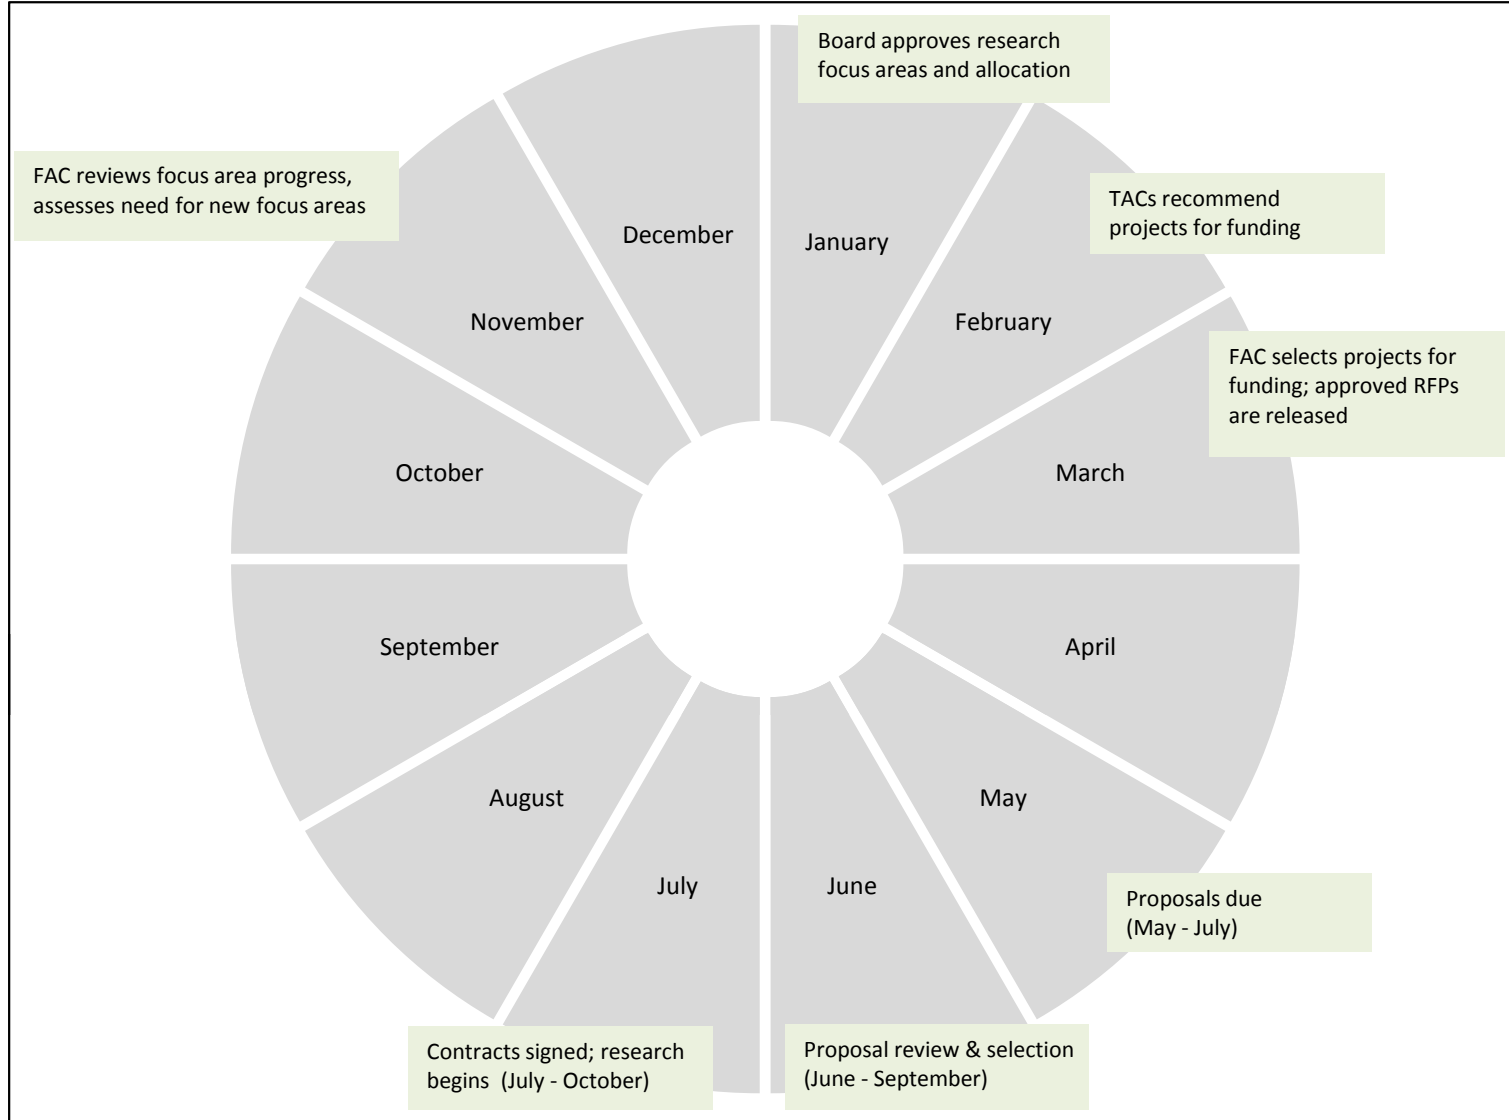 Board approves research
focus areas and allocation
FAC reviews focus area progress,
assesses need for new focus areas
TACs recommend
projects for funding
December
January
November
February
FAC selects projects for
funding; approved RFPs
are released
October
March
September
April
August
May
July
June
Proposals due
(May - July)
Contracts signed; research
begins  (July - October)
Proposal review & selection
(June - September)